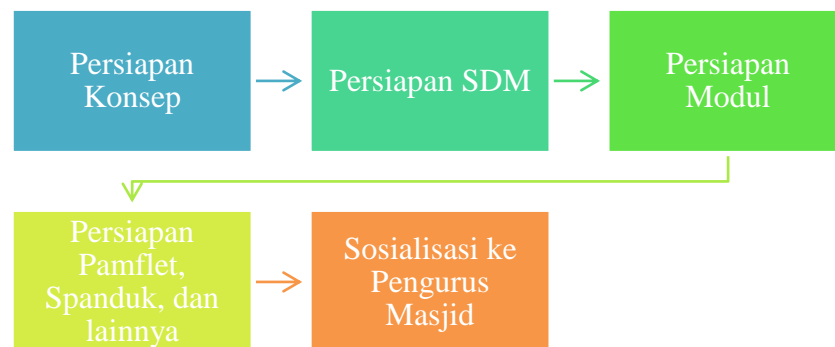 Persiapan
Konsep
Persiapan SDM
Persiapan
Modul
Persiapan
Pamflet,
Spanduk, dan
lainnya
Sosialisasi ke
Pengurus
Masjid